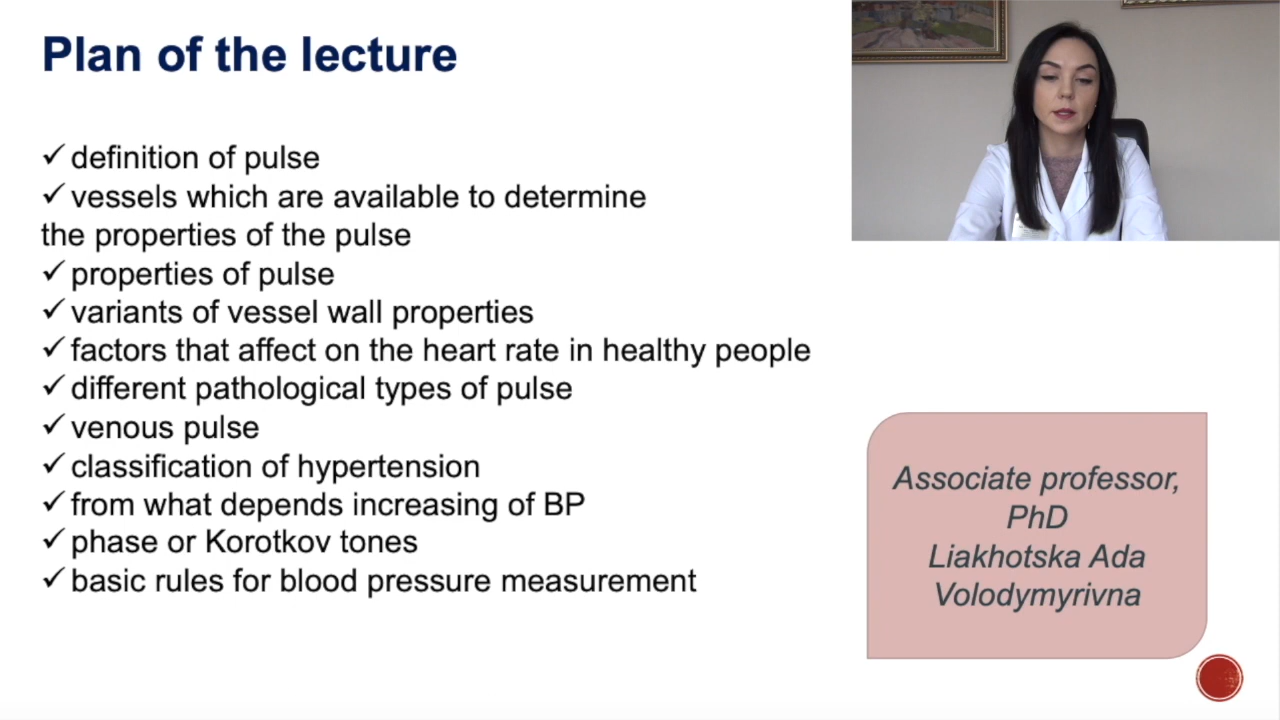 Plan of the lecture
✓ definition of pulse
✓ vessels which are available to determine
the properties of the pulse
✓ properties of pulse
✓ variants of vessel wall properties
✓ factors that affect on the heart rate in healthy people
✓ different pathological types of pulse
✓ venous pulse
✓ classification of hypertension
✓ from what depends increasing of BP
✓ phase or Korotkov tones
✓ basic rules for blood pressure measurement
Associate professor,
PhD
Liakhotska Ada
Volodymyrivna